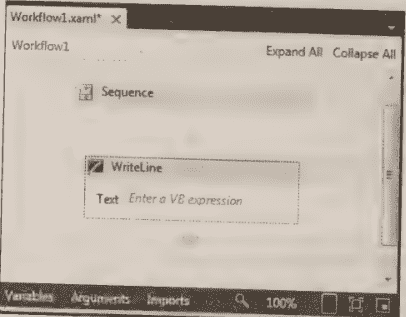 Workflow1.xaml* ×
Workflow1 Expand All Collapse All
Sequence
WriteLine
Text Enter a VB expression
Variables Arguments Imports 100%